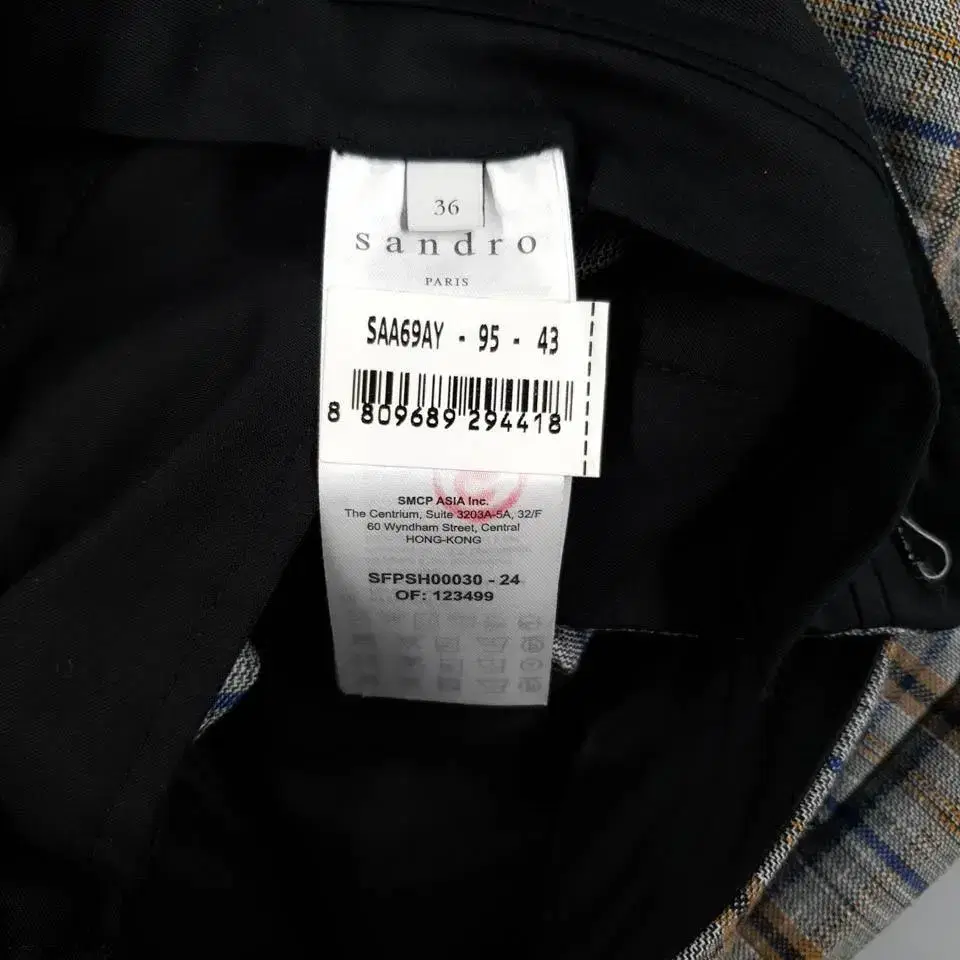 36
sandro
PARIS
SAA69AY - 95 - 43
8 809689 294418
SMCP ASIA Inc.
The Centrium, Suite 3203A-5A, 32/F
60 Wyndham Street, Central
HONG-KONG
SFPSH00030 - 24
OF: 123499